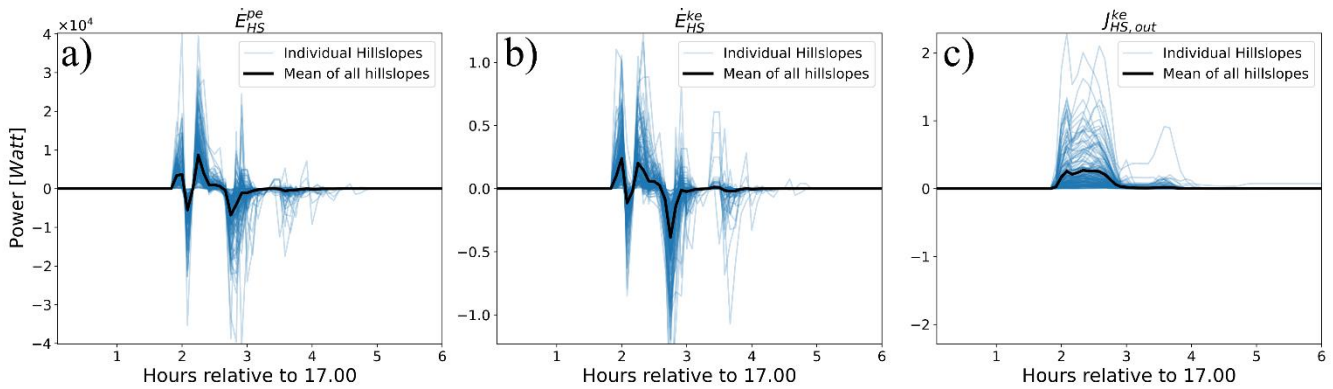 Ė^{pe}_{HS}
×10⁴
a)
Individual Hillslopes
Mean of all hillslopes
4
3
2
1
0
−1
−2
−3
−4
Power [Watt]
1 2 3 4 5 6
Hours relative to 17.00
Ė^{ke}_{HS}
b)
Individual Hillslopes
Mean of all hillslopes
1.0
0.5
0.0
−0.5
−1.0
1 2 3 4 5 6
Hours relative to 17.00
J^{ke}_{HS, out}
c)
Individual Hillslopes
Mean of all hillslopes
2
1
0
−1
−2
1 2 3 4 5 6
Hours relative to 17.00